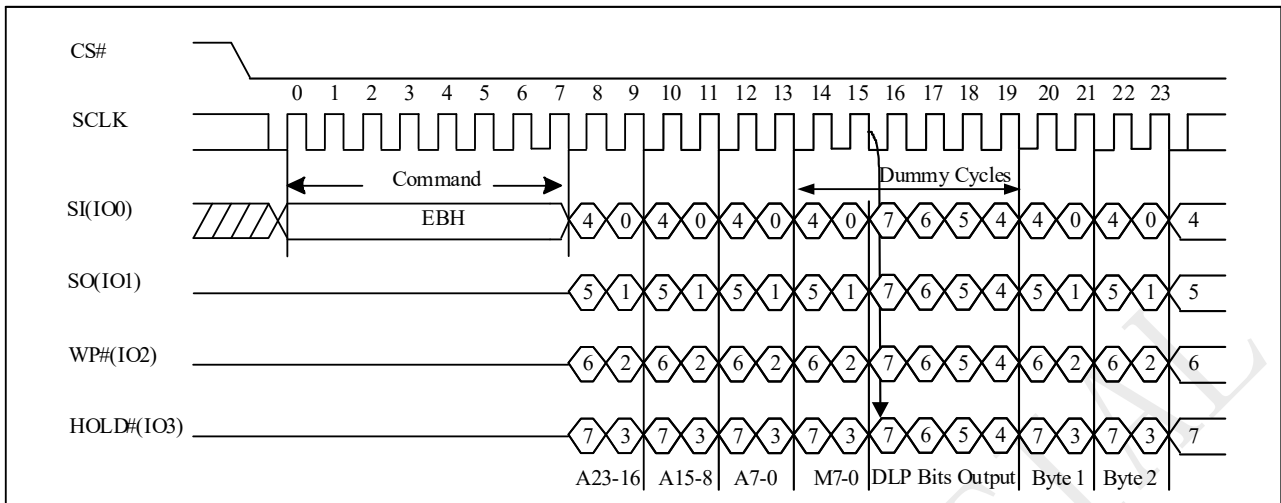 CS#
0 1 2 3 4 5 6 7 8 9 10 11 12 13 14 15 16 17 18 19 20 21 22 23
SCLK
Command
Dummy Cycles
SI(IO0)
EBH
4 0 4 0 4 0 4 0 7 6 5 4 4 0 4 0 4
SO(IO1)
5 1 5 1 5 1 5 1 7 6 5 4 5 1 5 1 5
WP#(IO2)
6 2 6 2 6 2 6 2 7 6 5 4 6 2 6 2 6
HOLD#(IO3)
7 3 7 3 7 3 7 3 7 6 5 4 7 3 7 3 7
A23-16 A15-8 A7-0 M7-0 DLP Bits Output Byte 1 Byte 2